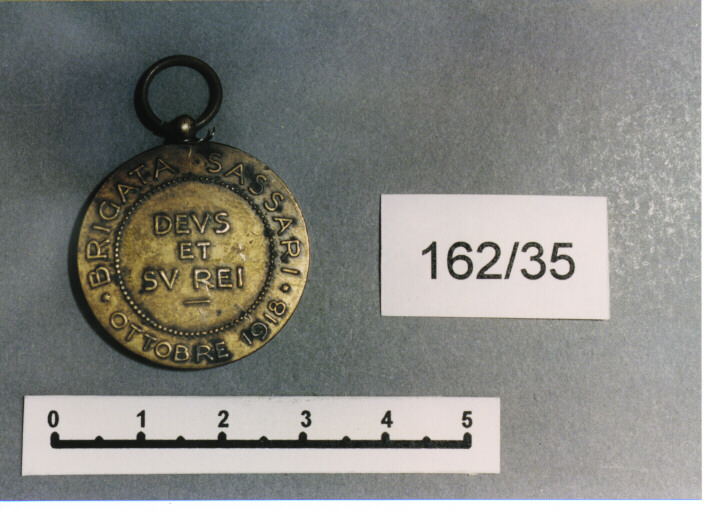 · BRIGATA · SASSARI ·
OTTOBRE 1918
DEVS
ET
SV REI
162/35
0 1 2 3 4 5